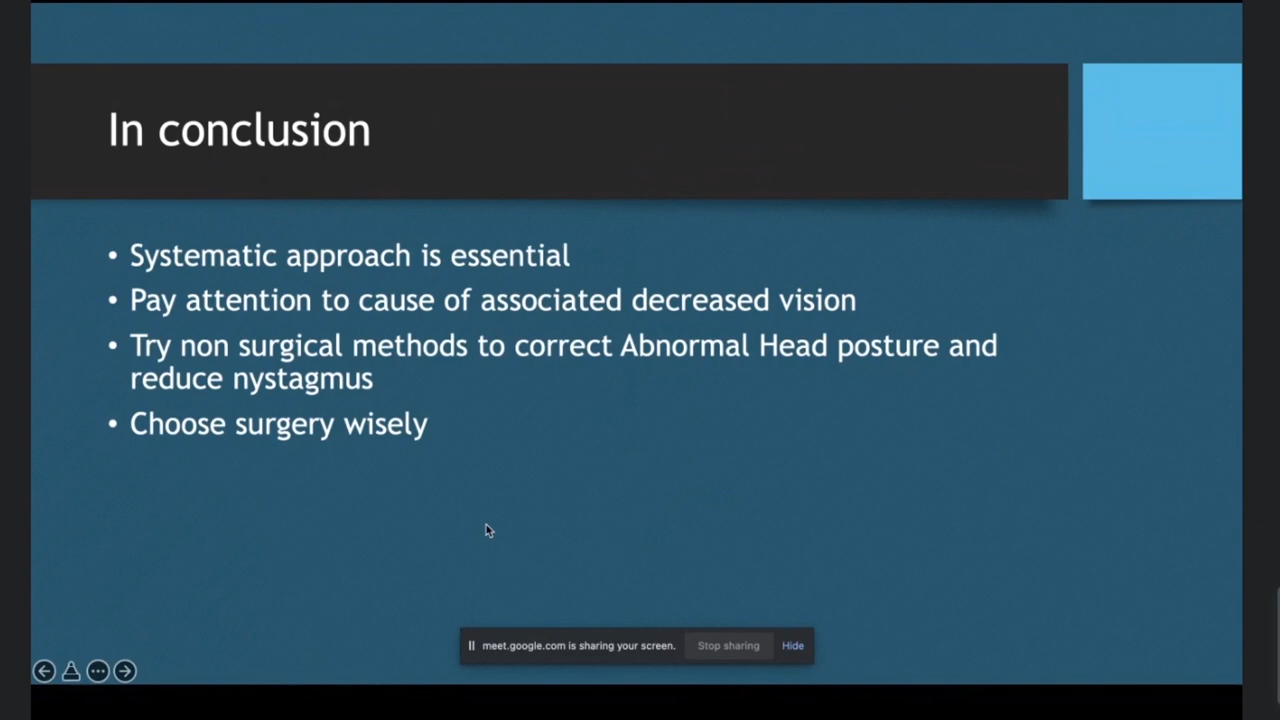 In conclusion
• Systematic approach is essential
• Pay attention to cause of associated decreased vision
• Try non surgical methods to correct Abnormal Head posture and
reduce nystagmus
• Choose surgery wisely
meet.google.com is sharing your screen. Stop sharing Hide